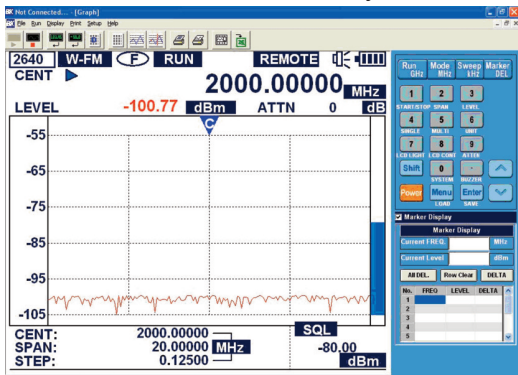 Not Connected... - [Graph]
File Run Display Print Setup Help
2640 W-FM F RUN REMOTE
CENT 2000.00000 MHz
LEVEL -100.77 dBm ATTN 0 dB
C
-55
-65
-75
-85
-95
-105
CENT: 2000.00000
SPAN: 20.00000 MHz
STEP: 0.12500
SQL
-80.00
dBm
Run Mode Sweep Marker
GHz MHz kHz DEL
1 2 3
START/STOP SPAN LEVEL
4 5 6
SINGLE MULTI UNIT
7 8 9
LCD LIGHT LCD CONT ATTEN
Shift 0 .
SYSTEM BUZZER
Power Menu Enter
LOAD SAVE
Marker Display
Marker Display
Current FREQ. MHz
Current Level dBm
All DEL. Row Clear DELTA
No. FREQ LEVEL DELTA
1
2
3
4
5